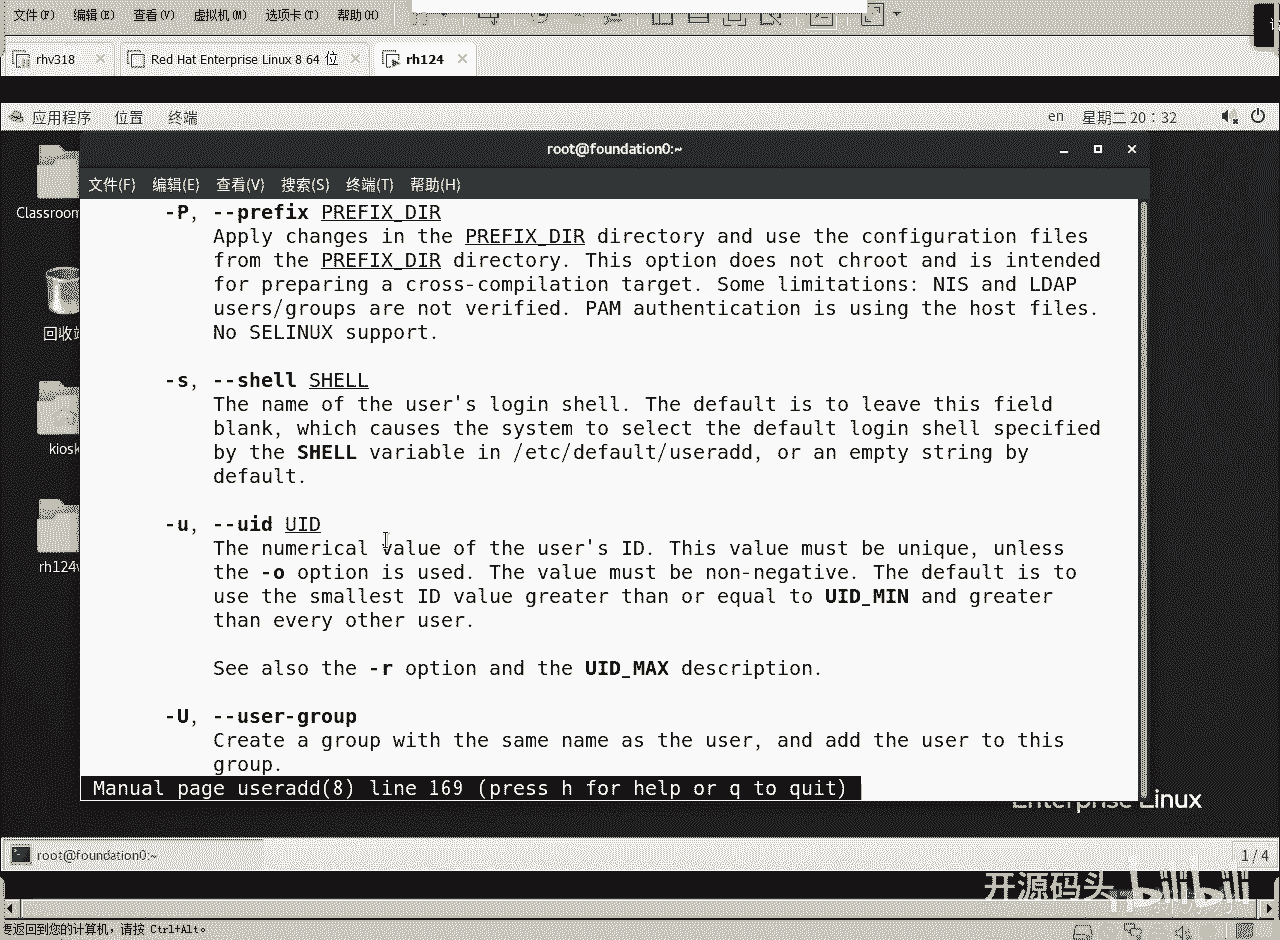 文件(F) 编辑(E) 查看(V) 虚拟机(M) 选项卡(T) 帮助(H)
rhv318 × Red Hat Enterprise Linux 8 64 位 × rh124 ×
应用程序 位置 终端 en 星期二 20：32
root@foundation0:~
文件(F) 编辑(E) 查看(V) 搜索(S) 终端(T) 帮助(H)
Classroom
kiosk
-P, --prefix PREFIX_DIR
Apply changes in the PREFIX_DIR directory and use the configuration files
from the PREFIX_DIR directory. This option does not chroot and is intended
for preparing a cross-compilation target. Some limitations: NIS and LDAP
users/groups are not verified. PAM authentication is using the host files.
No SELINUX support.
-s, --shell SHELL
The name of the user's login shell. The default is to leave this field
blank, which causes the system to select the default login shell specified
by the SHELL variable in /etc/default/useradd, or an empty string by
default.
-u, --uid UID
The numerical value of the user's ID. This value must be unique, unless
the -o option is used. The value must be non-negative. The default is to
use the smallest ID value greater than or equal to UID_MIN and greater
than every other user.
See also the -r option and the UID_MAX description.
-U, --user-group
Create a group with the same name as the user, and add the user to this
group.
Manual page useradd(8) line 169 (press h for help or q to quit)
Enterprise Linux
root@foundation0:~
1 / 4
开源码头 bilibili
要返回到您的计算机，请按 Ctrl+Alt。